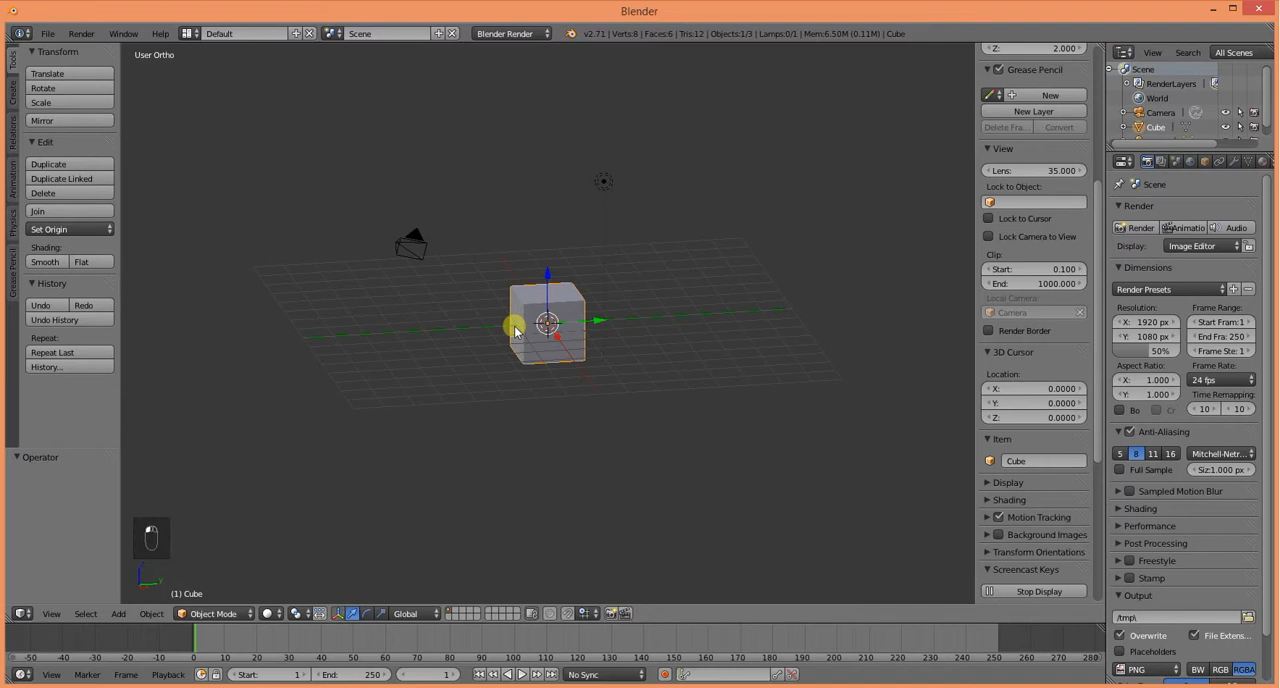 Blender
File Render Window Help Default Scene Blender Render v2.71 | Verts:8 | Faces:6 | Tris:12 | Objects:1/3 | Lamps:0/1 | Mem:6.50M (0.11M) | Cube
Tools
Create
Relations
Animation
Physics
Grease Pencil
Transform
Translate
Rotate
Scale
Mirror
Edit
Duplicate
Duplicate Linked
Delete
Join
Set Origin
Shading:
Smooth Flat
History
Undo Redo
Undo History
Repeat:
Repeat Last
History...
Operator
User Ortho
(1) Cube
z
y
View Select Add Object Object Mode Global
Z: 2.000
Grease Pencil
New
New Layer
Delete Fra... Convert
View
Lens: 35.000
Lock to Object:
Lock to Cursor
Lock Camera to View
Clip:
Start: 0.100
End: 1000.000
Local Camera:
Camera
Render Border
3D Cursor
Location:
X: 0.0000
Y: 0.0000
Z: 0.0000
Item
Cube
Display
Shading
Motion Tracking
Background Images
Transform Orientations
Screencast Keys
Stop Display
View Search All Scenes
Scene
RenderLayers
World
Camera
Cube
Scene
Render
Render Animatio Audio
Display: Image Editor
Dimensions
Render Presets
Resolution: Frame Range:
X: 1920 px Start Fram:1
Y: 1080 px End Fra: 250
50% Frame Ste: 1
Aspect Ratio: Frame Rate:
X: 1.000 24 fps
Y: 1.000 Time Remapping:
Bo Cr 10 10
Anti-Aliasing
5 8 11 16 Mitchell-Netr...
Full Sample Siz:1.000 px
Sampled Motion Blur
Shading
Performance
Post Processing
Freestyle
Stamp
Output
/tmp\
Overwrite File Extens...
Placeholders
PNG BW RGB RGBA
-50 -40 -30 -20 -10 0 10 20 30 40 50 60 70 80 90 100 110 120 130 140 150 160 170 180 190 200 210 220 230 240 250 260 270 280
View Marker Frame Playback Start: 1 End: 250 1 No Sync